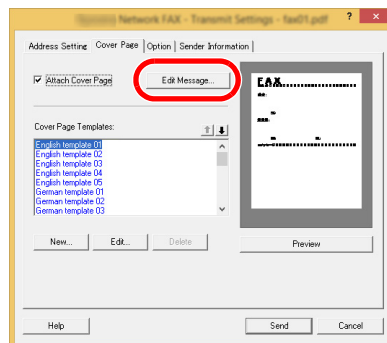 Network FAX - Transmit Settings - fax01.pdf ? ×
Address Setting Cover Page Option Sender Information
Attach Cover Page Edit Message...
FAX
Cover Page Templates:
English template 01
English template 02
English template 03
English template 04
English template 05
German template 01
German template 02
German template 03
New... Edit... Delete Preview
Help Send Cancel